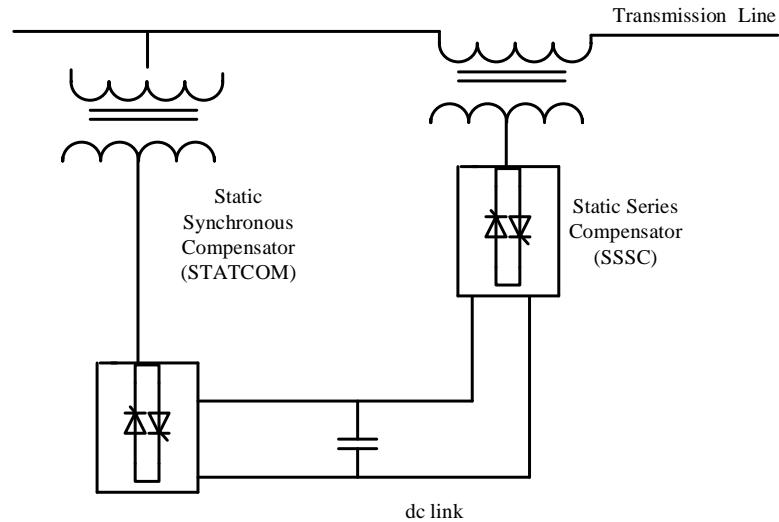 Transmission Line
Static
Synchronous
Compensator
(STATCOM)
Static Series
Compensator
(SSSC)
dc link